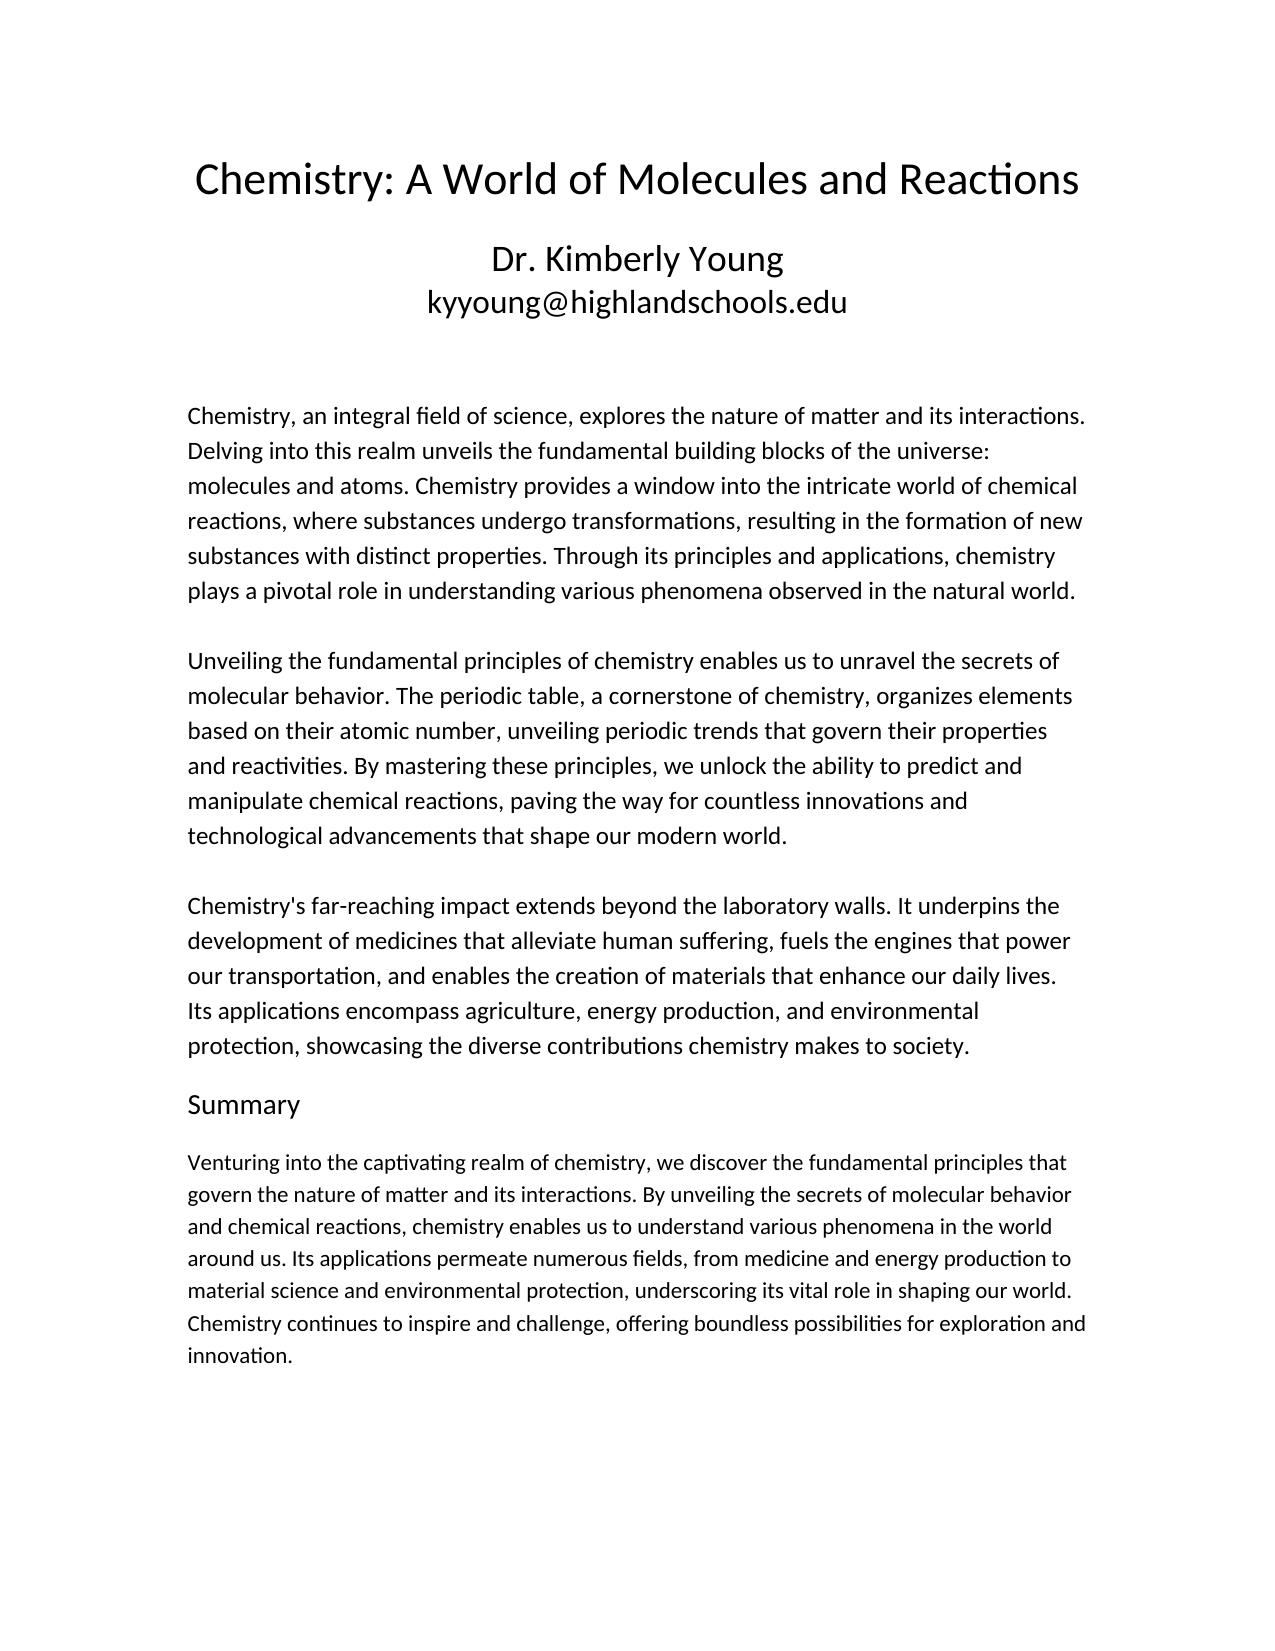 Chemistry: A World of Molecules and Reactions
Dr. Kimberly Young
kyyoung@highlandschools.edu
Chemistry, an integral field of science, explores the nature of matter and its interactions.
Delving into this realm unveils the fundamental building blocks of the universe:
molecules and atoms. Chemistry provides a window into the intricate world of chemical
reactions, where substances undergo transformations, resulting in the formation of new
substances with distinct properties. Through its principles and applications, chemistry
plays a pivotal role in understanding various phenomena observed in the natural world.
Unveiling the fundamental principles of chemistry enables us to unravel the secrets of
molecular behavior. The periodic table, a cornerstone of chemistry, organizes elements
based on their atomic number, unveiling periodic trends that govern their properties
and reactivities. By mastering these principles, we unlock the ability to predict and
manipulate chemical reactions, paving the way for countless innovations and
technological advancements that shape our modern world.
Chemistry's far-reaching impact extends beyond the laboratory walls. It underpins the
development of medicines that alleviate human suffering, fuels the engines that power
our transportation, and enables the creation of materials that enhance our daily lives.
Its applications encompass agriculture, energy production, and environmental
protection, showcasing the diverse contributions chemistry makes to society.
Summary
Venturing into the captivating realm of chemistry, we discover the fundamental principles that
govern the nature of matter and its interactions. By unveiling the secrets of molecular behavior
and chemical reactions, chemistry enables us to understand various phenomena in the world
around us. Its applications permeate numerous fields, from medicine and energy production to
material science and environmental protection, underscoring its vital role in shaping our world.
Chemistry continues to inspire and challenge, offering boundless possibilities for exploration and
innovation.